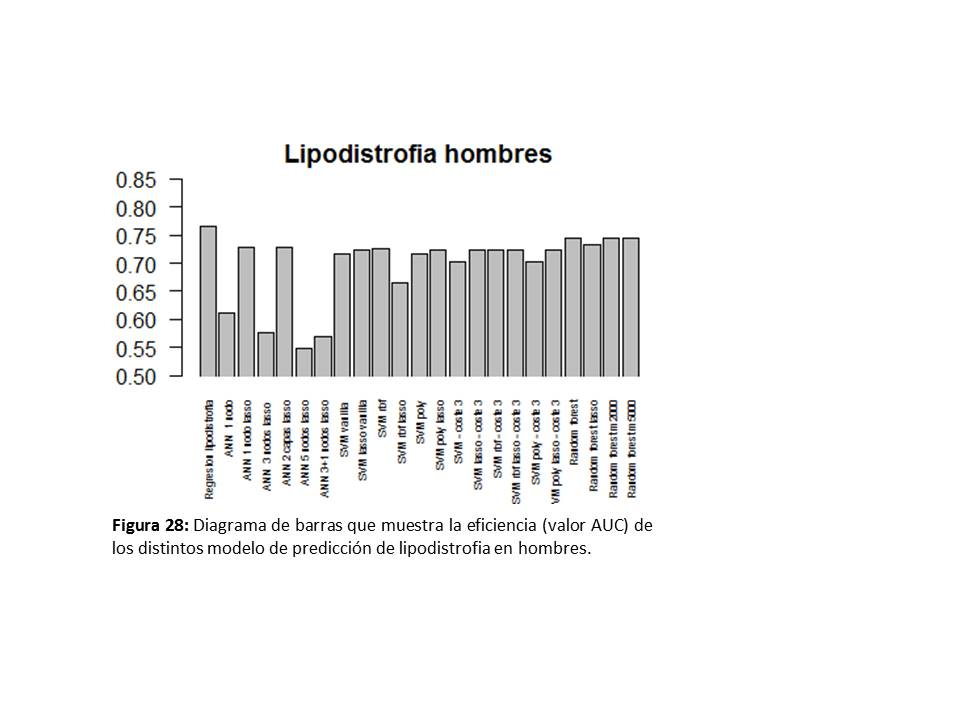 Lipodistrofia hombres
0.85
0.80
0.75
0.70
0.65
0.60
0.55
0.50
Regresion lipodistrofia
ANN 1 nodo
ANN 1 nodo lasso
ANN 3 nodos lasso
ANN 2 capas lasso
ANN 5 nodos lasso
ANN 3+1 nodos lasso
SVM vanilla
SVM lasso vanilla
SVM rbf
SVM rbf lasso
SVM poly
SVM poly lasso
SVM - coste 3
SVM lasso - coste 3
SVM rbf - coste 3
SVM rbf lasso - coste 3
SVM poly - coste 3
VM poly lasso - coste 3
Random forest
Random forest lasso
Random forest m2000
Random forest m5000
Figura 28: Diagrama de barras que muestra la eficiencia (valor AUC) de
los distintos modelo de predicción de lipodistrofia en hombres.